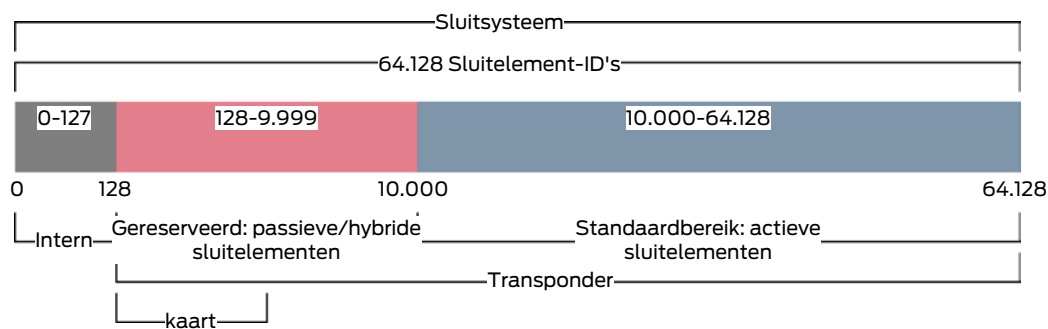 Sluitsysteem
64.128 Sluitelement-ID's
0-127 128-9.999 10.000-64.128
0 128 10.000 64.128
Intern
Gereserveerd: passieve/hybride
sluitelementen
Standaardbereik: actieve
sluitelementen
Transponder
kaart